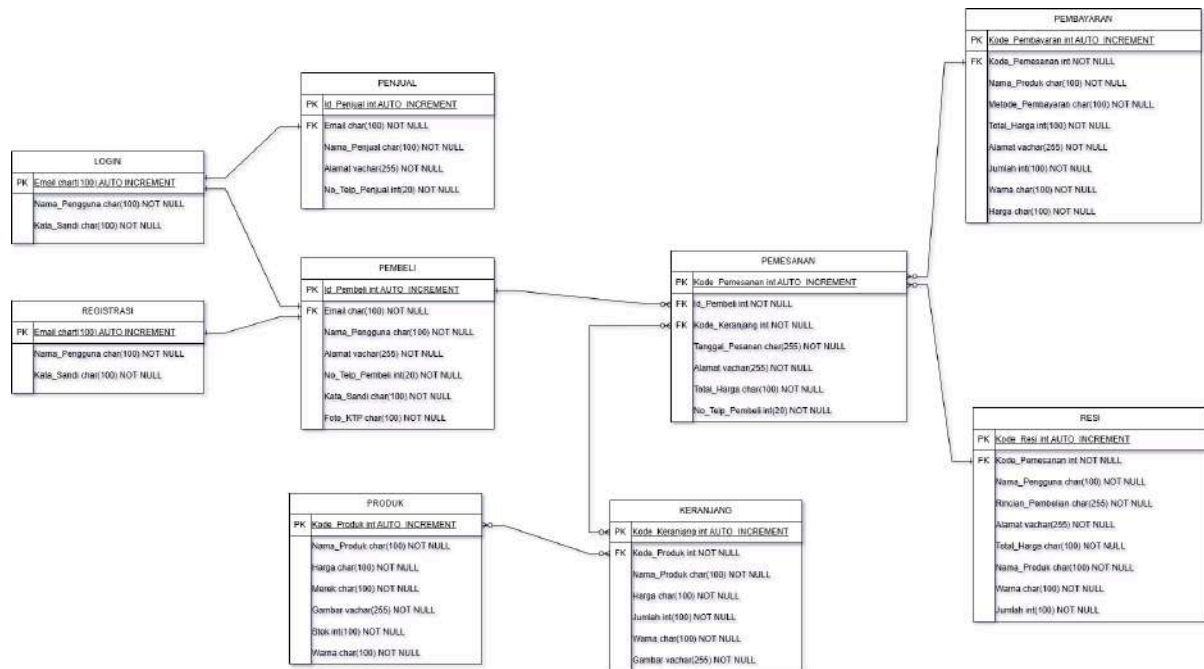 LOGIN
PK Email chart(100) AUTO INCREMENT
Nama_Pengguna char(100) NOT NULL
Kata_Sandi char(100) NOT NULL
REGISTRASI
PK Email chart(100) AUTO INCREMENT
Nama_Pengguna char(100) NOT NULL
Kata_Sandi char(100) NOT NULL
PENJUAL
PK Id_Penjual int AUTO_INCREMENT
FK Email char(100) NOT NULL
Nama_Penjual char(100) NOT NULL
Alamat vachar(255) NOT NULL
No_Telp_Penjual int(20) NOT NULL
PEMBELI
PK Id_Pembeli int AUTO_INCREMENT
FK Email char(100) NOT NULL
Nama_Pengguna char(100) NOT NULL
Alamat vachar(255) NOT NULL
No_Telp_Pembeli int(20) NOT NULL
Kata_Sandi char(100) NOT NULL
Foto_KTP char(100) NOT NULL
PRODUK
PK Kode_Produk int AUTO_INCREMENT
Nama_Produk char(100) NOT NULL
Harga char(100) NOT NULL
Merek char(100) NOT NULL
Gambar vachar(255) NOT NULL
Stok int(100) NOT NULL
Warna char(100) NOT NULL
KERANJANG
PK Kode_Keranjang int AUTO_INCREMENT
FK Kode_Produk int NOT NULL
Nama_Produk char(100) NOT NULL
Harga char(100) NOT NULL
Jumlah int(100) NOT NULL
Warna char(100) NOT NULL
Gambar vachar(255) NOT NULL
PEMESANAN
PK Kode_Pemesanan int AUTO_INCREMENT
FK Id_Pembeli int NOT NULL
FK Kode_Keranjang int NOT NULL
Tanggal_Pesanan char(255) NOT NULL
Alamat vachar(255) NOT NULL
Total_Harga char(100) NOT NULL
No_Telp_Pembeli int(20) NOT NULL
PEMBAYARAN
PK Kode_Pembayaran int AUTO_INCREMENT
FK Kode_Pemesanan int NOT NULL
Nama_Produk char(100) NOT NULL
Metode_Pembayaran char(100) NOT NULL
Total_Harga int(100) NOT NULL
Alamat vachar(255) NOT NULL
Jumlah int(100) NOT NULL
Warna char(100) NOT NULL
Harga char(100) NOT NULL
RESI
PK Kode_Resi int AUTO_INCREMENT
FK Kode_Pemesanan int NOT NULL
Nama_Pengguna char(100) NOT NULL
Rincian_Pembelian char(255) NOT NULL
Alamat vachar(255) NOT NULL
Total_Harga char(100) NOT NULL
Nama_Produk char(100) NOT NULL
Warna char(100) NOT NULL
Jumlah int(100) NOT NULL